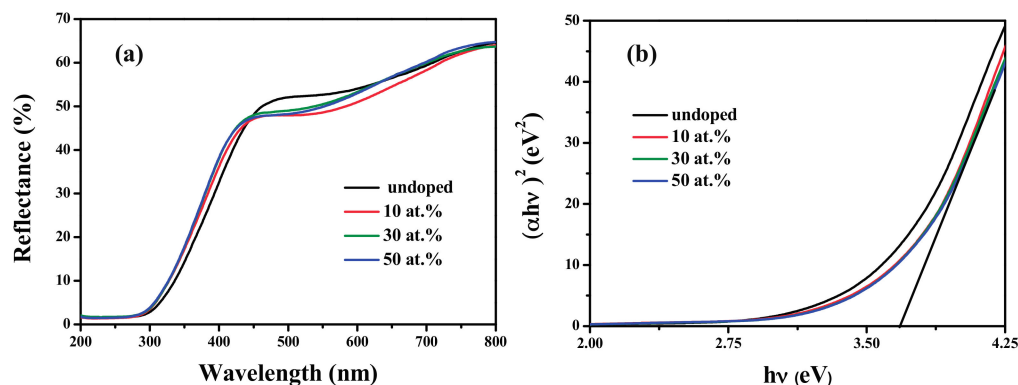 (a)
Reflectance (%)
70
60
50
40
30
20
10
0
undoped
10 at.%
30 at.%
50 at.%
200 300 400 500 600 700 800
Wavelength (nm)
(b)
(αhν )² (eV²)
50
40
30
20
10
0
undoped
10 at.%
30 at.%
50 at.%
2.00 2.75 3.50 4.25
hν (eV)